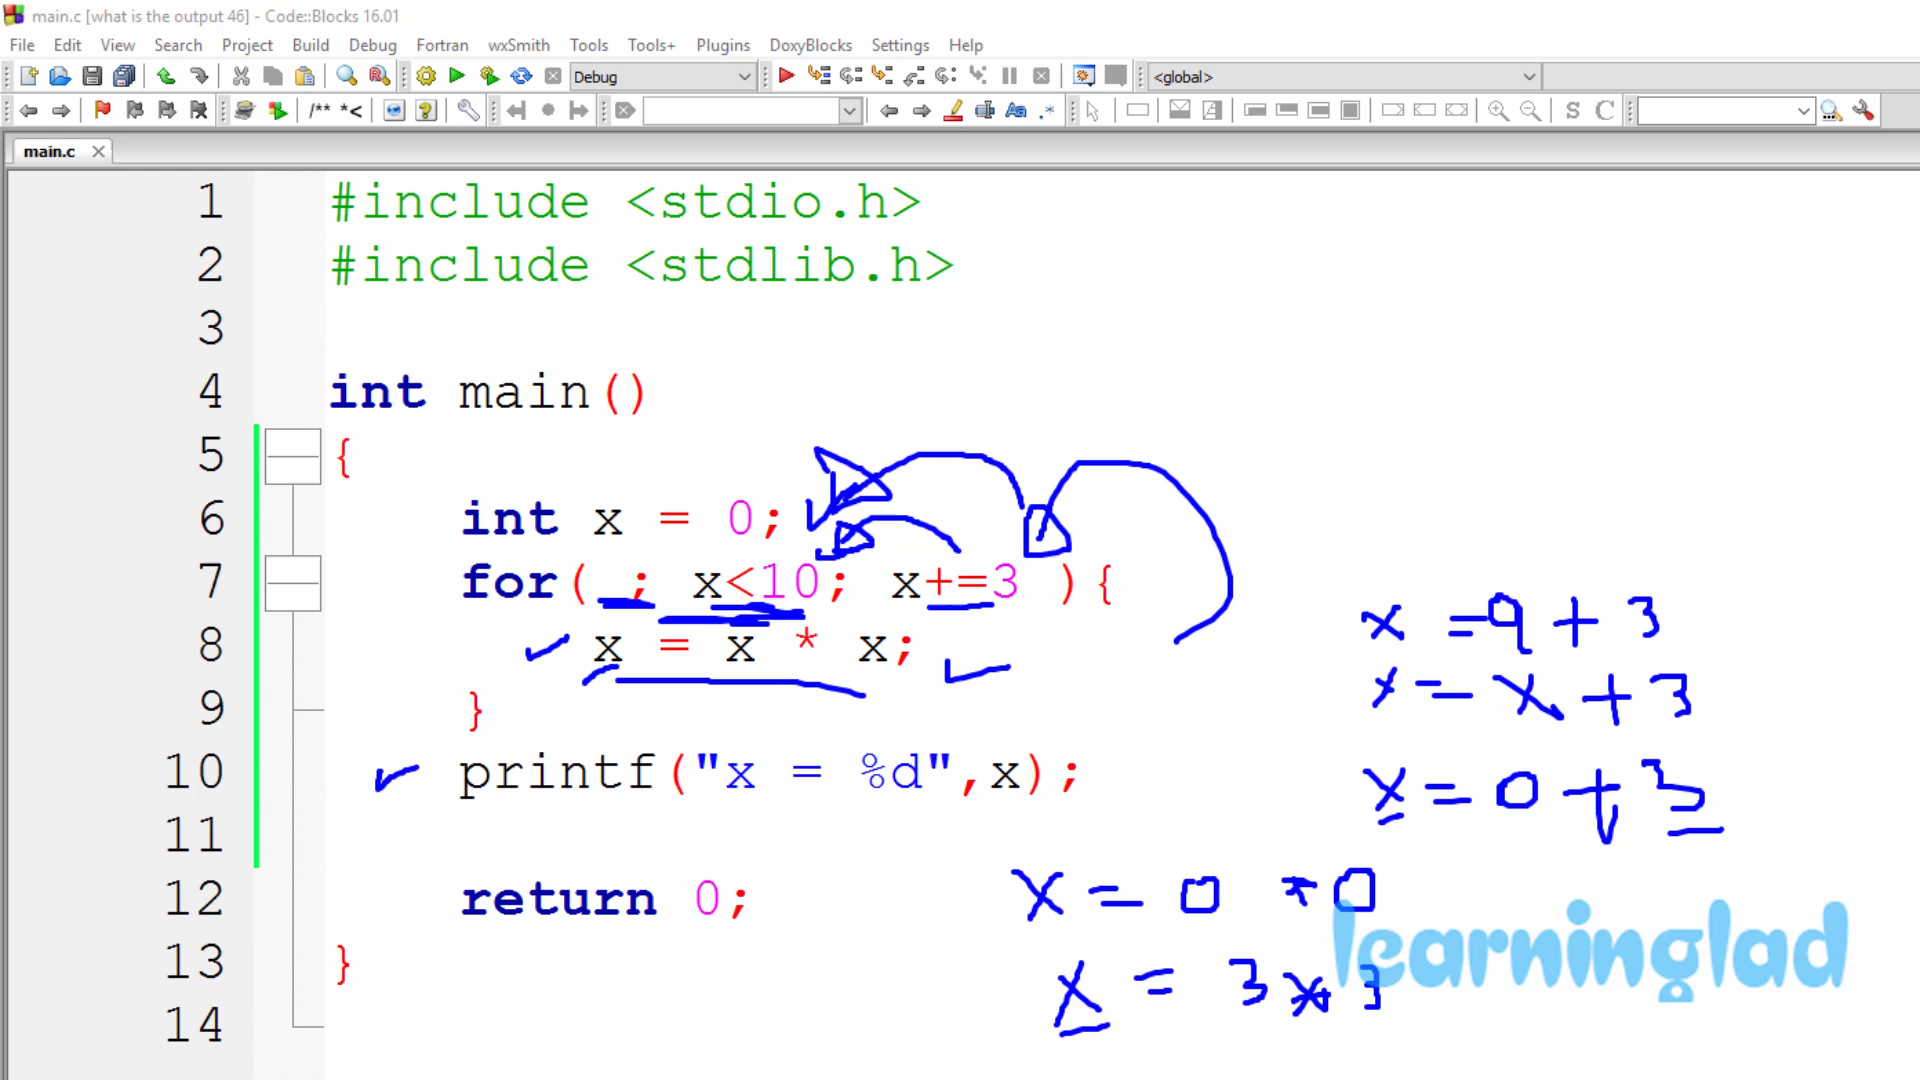 main.c [what is the output 46] - Code::Blocks 16.01
File Edit View Search Project Build Debug Fortran wxSmith Tools Tools+ Plugins DoxyBlocks Settings Help
Debug <global>
/** *< Aa .* S C
main.c
1 #include <stdio.h>
2 #include <stdlib.h>
3
4 int main()
5 {
6 int x = 0;
7 for( ; x<10; x+=3 ){
8 x = x * x;
9 }
10 printf("x = %d",x);
11
12 return 0;
13 }
14
x = 9 + 3
x = x + 3
x = 0 + 3
x = 0 * 0
x = 3 * 3
learninglad